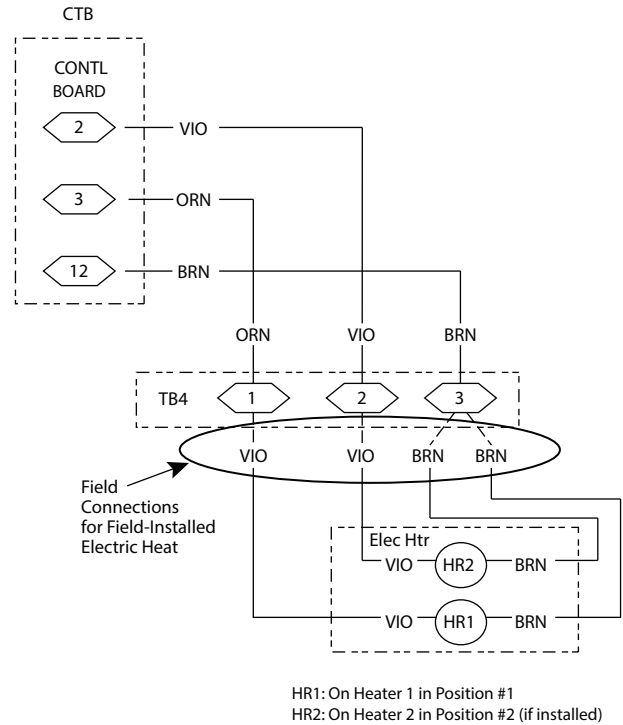 CTB
CONTL
BOARD
2
VIO
3
ORN
12
BRN
ORN
VIO
BRN
TB4
1
2
3
VIO
VIO
BRN
BRN
Field
Connections
for Field-Installed
Electric Heat
Elec Htr
VIO
HR2
BRN
VIO
HR1
BRN
HR1: On Heater 1 in Position #1
HR2: On Heater 2 in Position #2 (if installed)